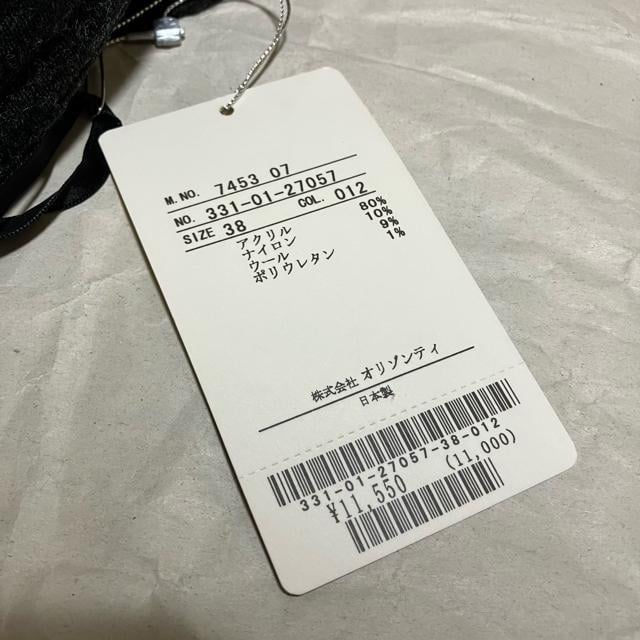 M.NO. 7453 07
NO. 331-01-27057 COL. 012
SIZE 38
アクリル 80%
ナイロン 10%
ウール 9%
ポリウレタン 1%
株式会社 オリゾンティ
日本製
331-01-27057-38-012
¥11,550 (11,000)